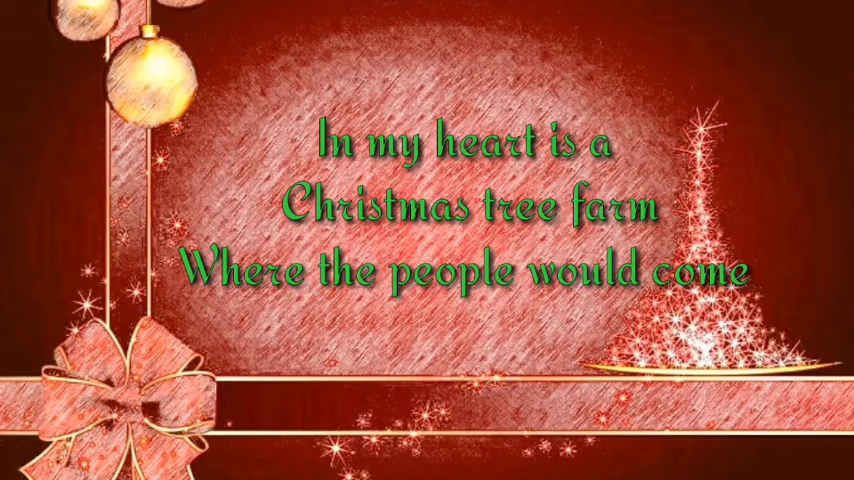 In my heart is a
Christmas tree farm
Where the people would come